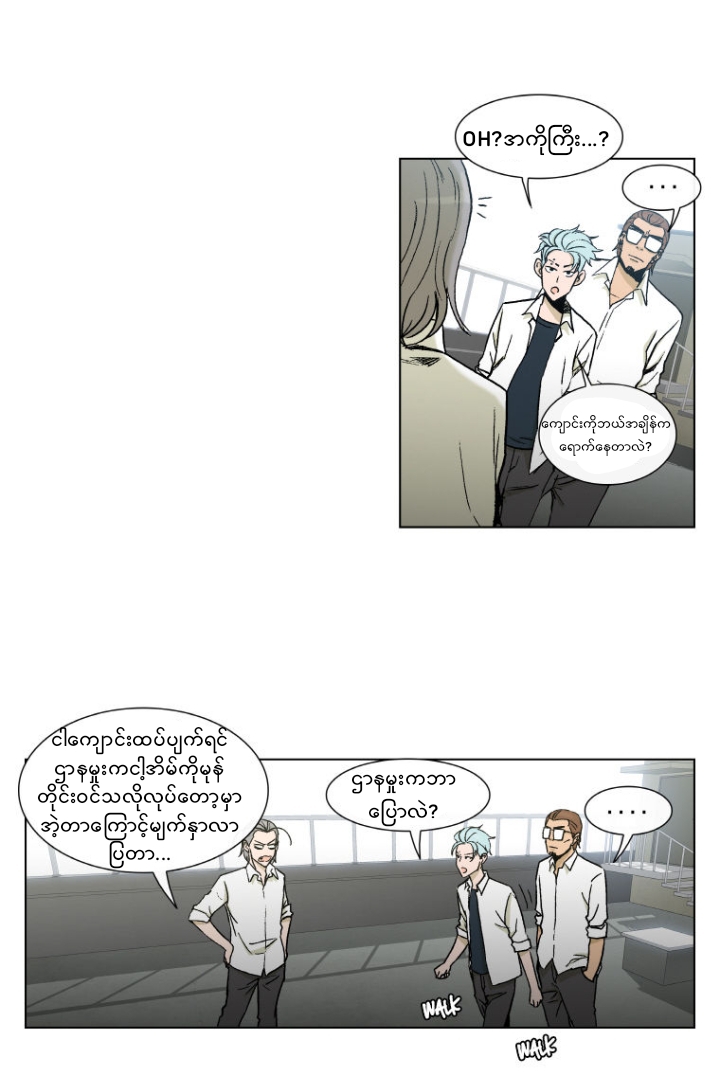 OH?အာကိုကြီး...?
...
ကျောင်းကိုဘယ်အချိန်က
ရောက်နေတာလဲ?
ငါကျောင်းထပ်ပျက်ရင်
ဌာနမှူးကငါ့အိမ်ကိုမုန်
တိုင်းဝင်သလိုလုပ်တော့မှာ
အဲ့တာကြောင့်မျက်နှာလာ
ပြတာ...
ဌာနမှူးကဘာ
ပြောလဲ?
....
WALK
WALK